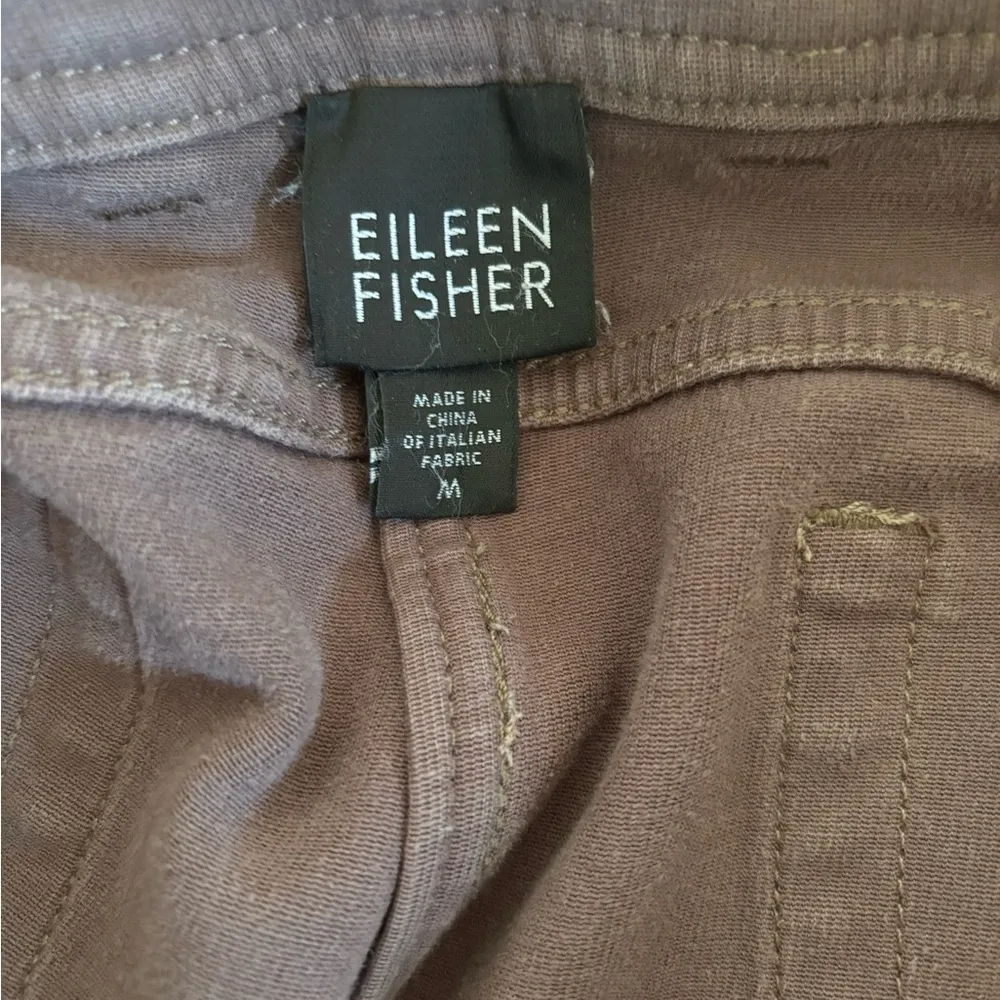 EILEEN
FISHER
MADE IN
CHINA
OF ITALIAN
FABRIC
M